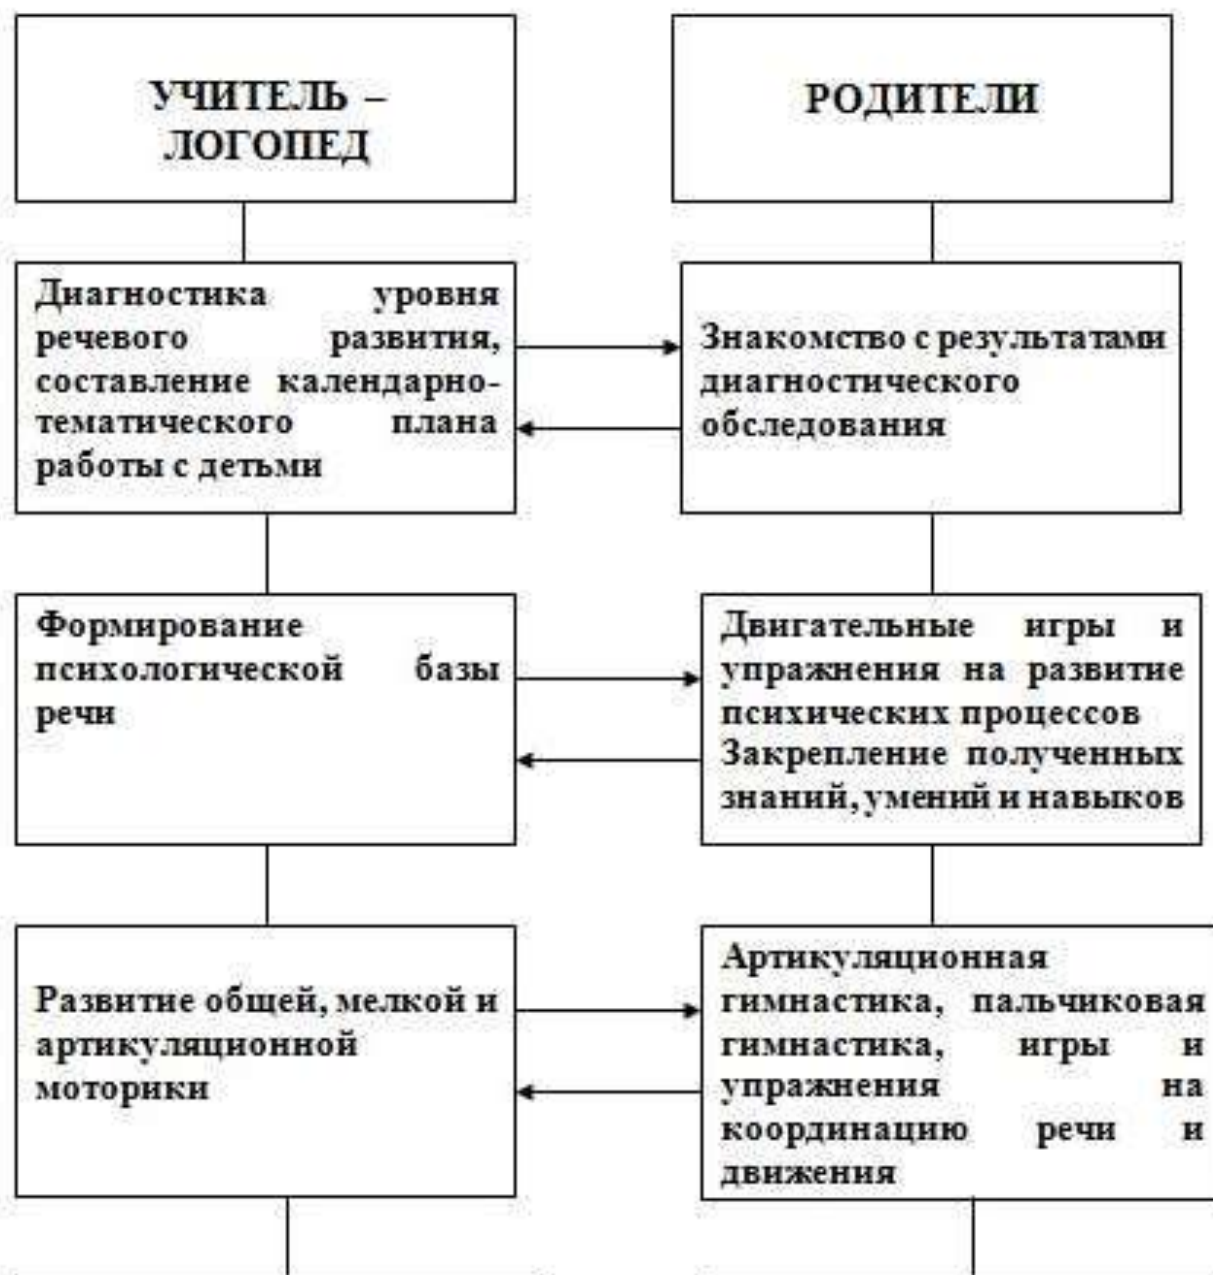 УЧИТЕЛЬ –
ЛОГОПЕД
РОДИТЕЛИ
Диагностика уровня
речевого развития,
составление календарно-
тематического плана
работы с детьми
Знакомство с результатами
диагностического
обследования
Формирование
психологической базы
речи
Двигательные игры и
упражнения на развитие
психических процессов
Закрепление полученных
знаний, умений и навыков
Развитие общей, мелкой и
артикуляционной
моторики
Артикуляционная
гимнастика, пальчиковая
гимнастика, игры и
упражнения на
координацию речи и
движения